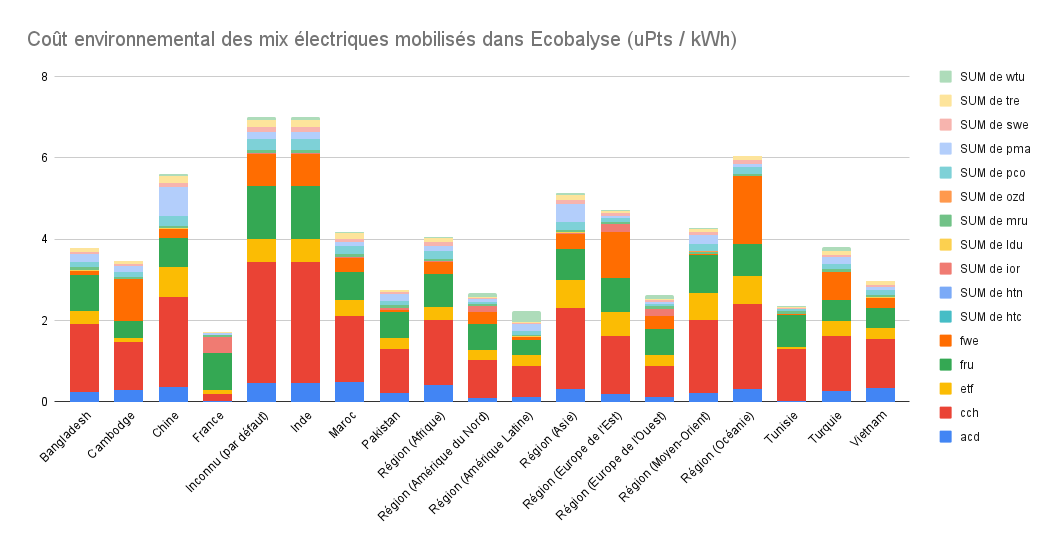 Coût environnemental des mix électriques mobilisés dans Ecobalyse (uPts / kWh)
8
6
4
2
0
Bangladesh
Cambodge
Chine
France
Inconnu (par défaut)
Inde
Maroc
Pakistan
Région (Afrique)
Région (Amérique du Nord)
Région (Amérique Latine)
Région (Asie)
Région (Europe de l'Est)
Région (Europe de l'Ouest)
Région (Moyen-Orient)
Région (Océanie)
Tunisie
Turquie
Vietnam
SUM de wtu
SUM de tre
SUM de swe
SUM de pma
SUM de pco
SUM de ozd
SUM de mru
SUM de ldu
SUM de ior
SUM de htn
SUM de htc
fwe
fru
etf
cch
acd